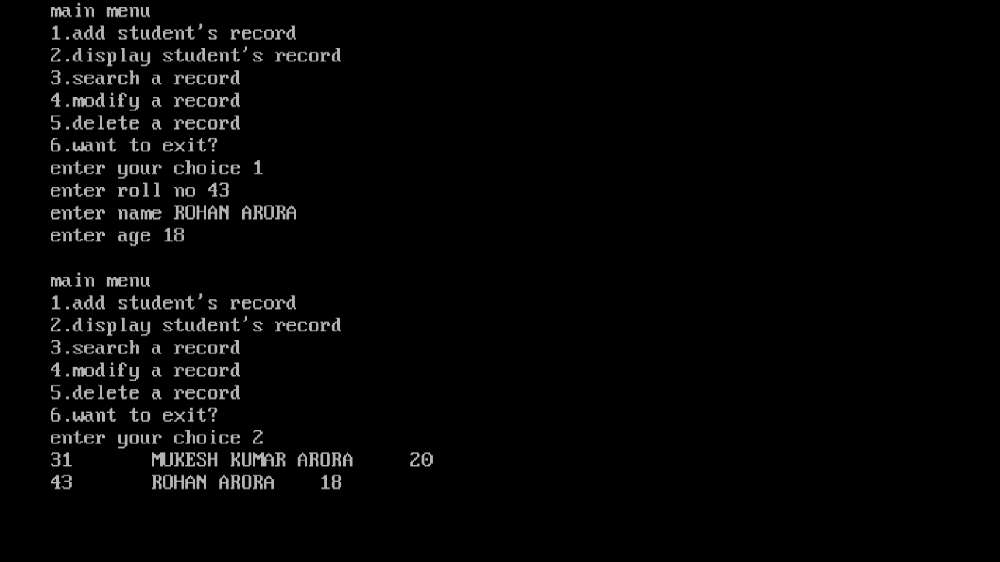 main menu
1.add student's record
2.display student's record
3.search a record
4.modify a record
5.delete a record
6.want to exit?
enter your choice 1
enter roll no 43
enter name ROHAN ARORA
enter age 18
main menu
1.add student's record
2.display student's record
3.search a record
4.modify a record
5.delete a record
6.want to exit?
enter your choice 2
31 MUKESH KUMAR ARORA 20
43 ROHAN ARORA 18